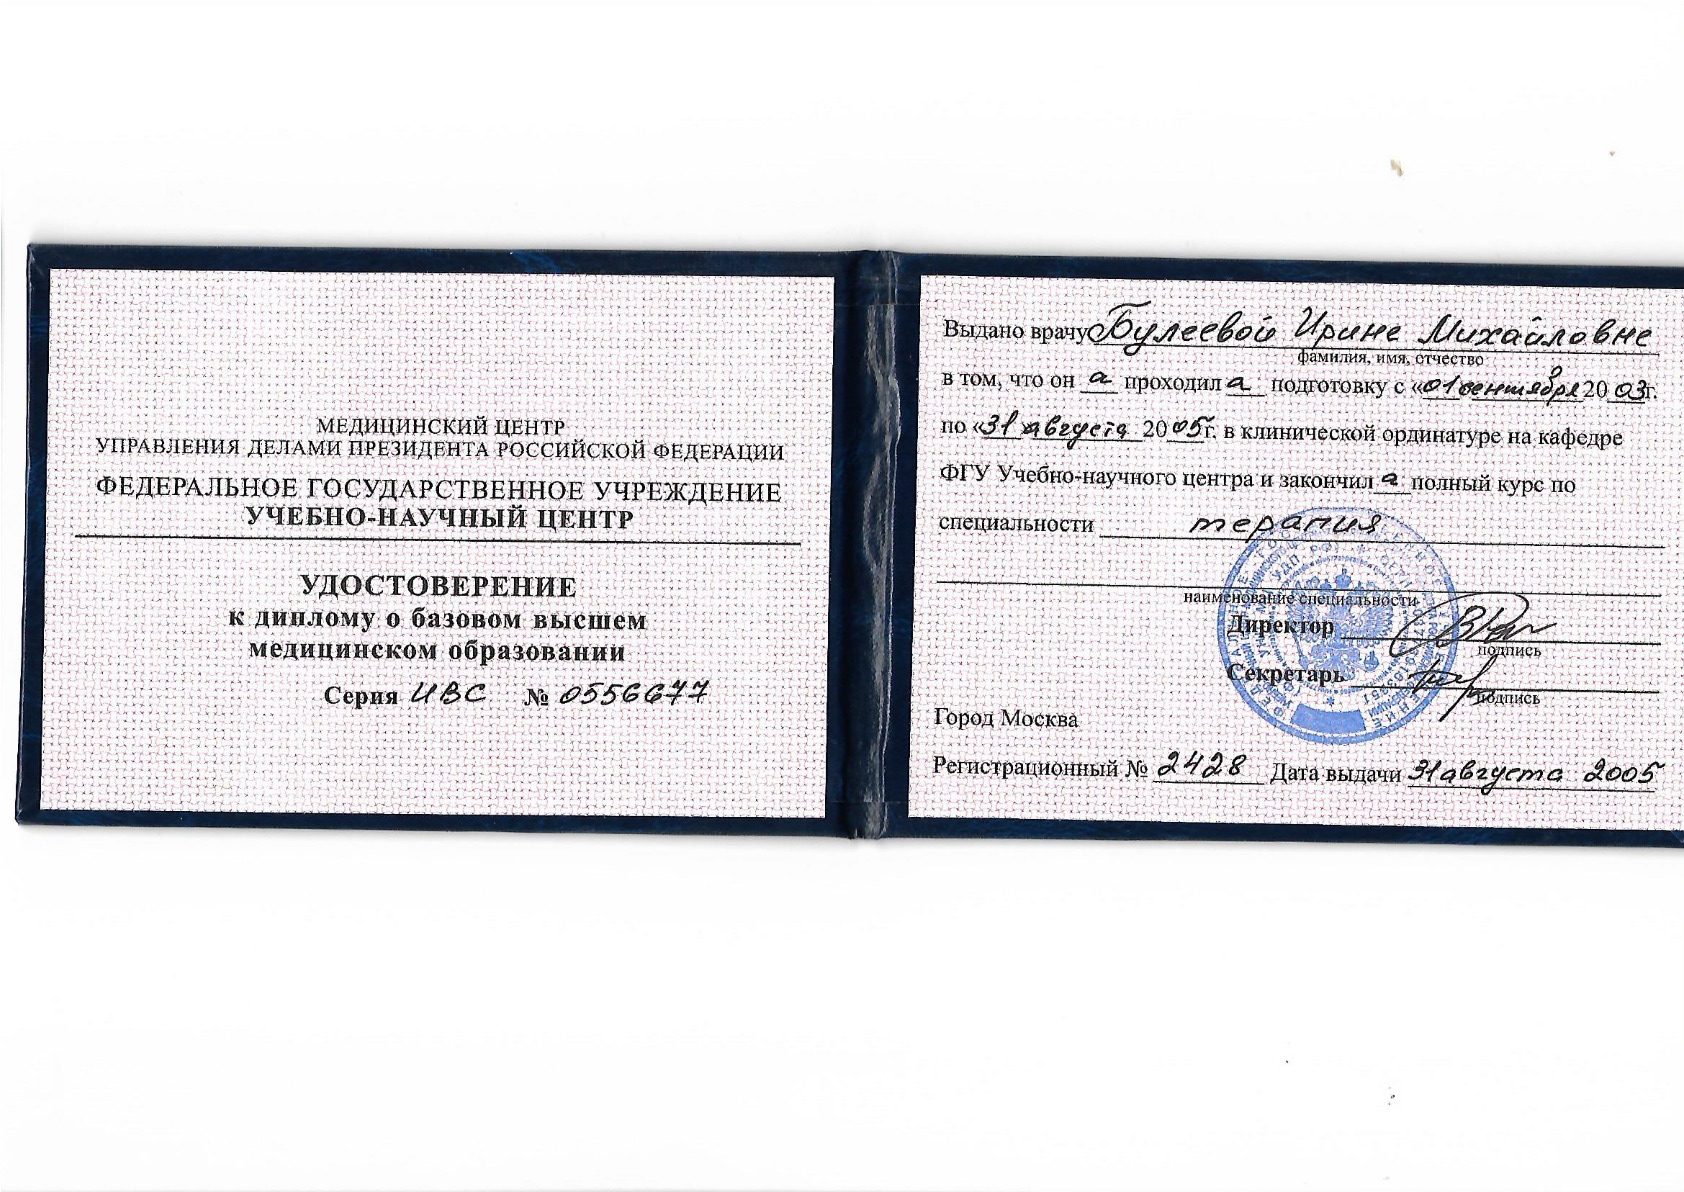 МЕДИЦИНСКИЙ ЦЕНТР
УПРАВЛЕНИЯ ДЕЛАМИ ПРЕЗИДЕНТА РОССИЙСКОЙ ФЕДЕРАЦИИ
ФЕДЕРАЛЬНОЕ ГОСУДАРСТВЕННОЕ УЧРЕЖДЕНИЕ
УЧЕБНО-НАУЧНЫЙ ЦЕНТР
УДОСТОВЕРЕНИЕ
к диплому о базовом высшем
медицинском образовании
Серия ИВС № 0556677
Выдано врачу Булеевой Ирине Михайловне
фамилия, имя, отчество
в том, что он а проходил а подготовку с «01 сентября 2003г.
по «31 августа 2005г. в клинической ординатуре на кафедре
ФГУ Учебно-научного центра и закончил а полный курс по
специальности терапия
наименование специальности
Директор
подпись
Секретарь
подпись
Город Москва
Регистрационный № 2428 Дата выдачи 31 августа 2005